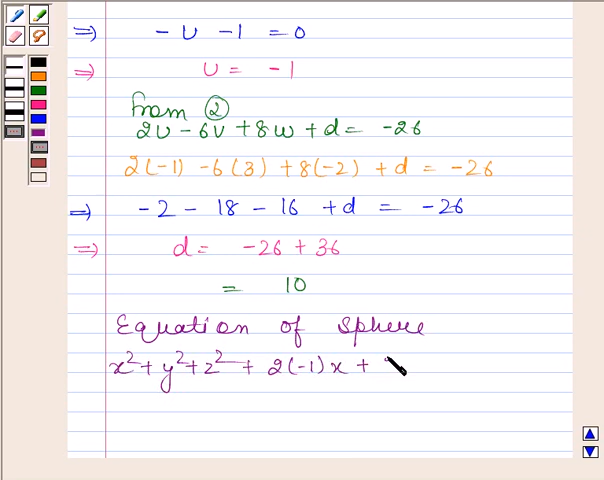 ⇒ - u - 1 = 0
⇒ u = - 1
from ②
2u - 6v + 8w + d = -26
2(-1) - 6(3) + 8(-2) + d = -26
⇒ -2 - 18 - 16 + d = -26
⇒ d = -26 + 36
= 10
Equation of sphere
x² + y² + z² + 2(-1)x +